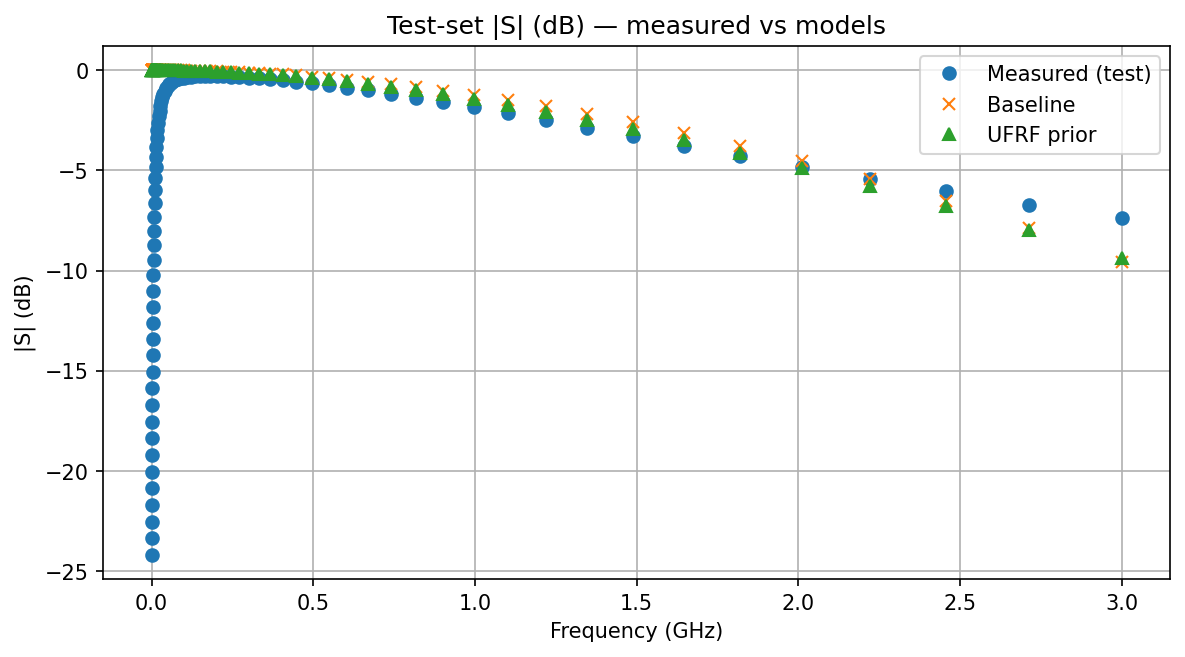 Test-set |S| (dB) — measured vs models
Measured (test)
Baseline
UFRF prior
|S| (dB)
0
−5
−10
−15
−20
−25
0.0 0.5 1.0 1.5 2.0 2.5 3.0
Frequency (GHz)